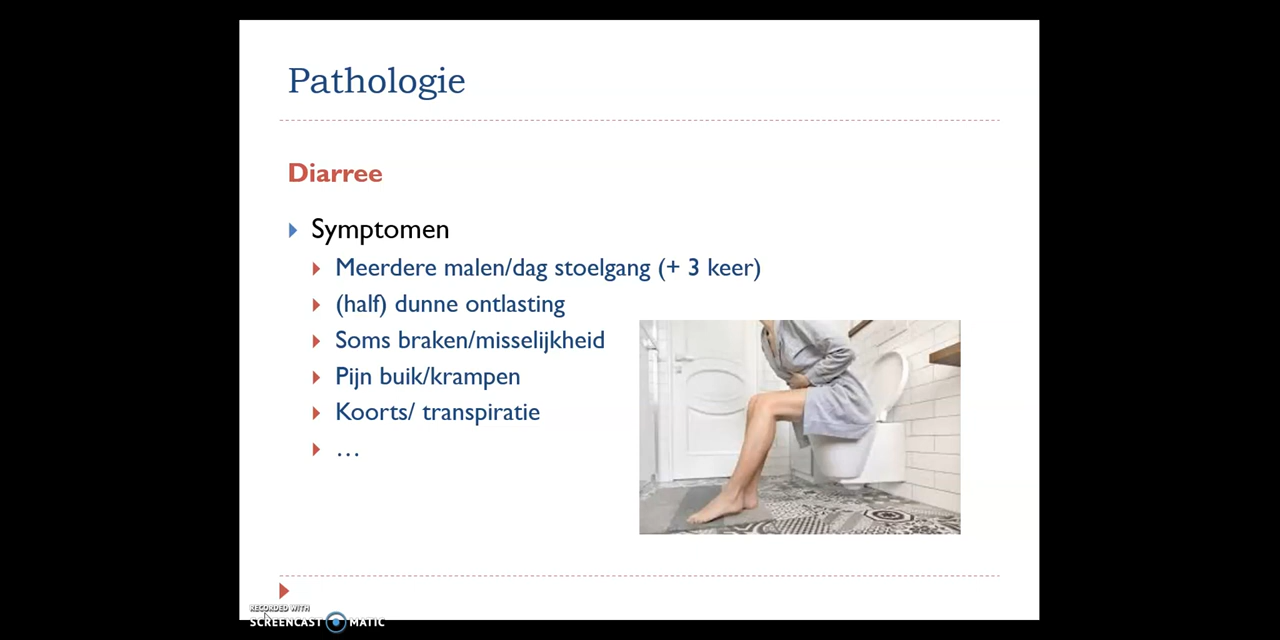 Pathologie
Diarree
Symptomen
Meerdere malen/dag stoelgang (+ 3 keer)
(half) dunne ontlasting
Soms braken/misselijkheid
Pijn buik/krampen
Koorts/ transpiratie
…
RECORDED WITH
SCREENCAST MATIC